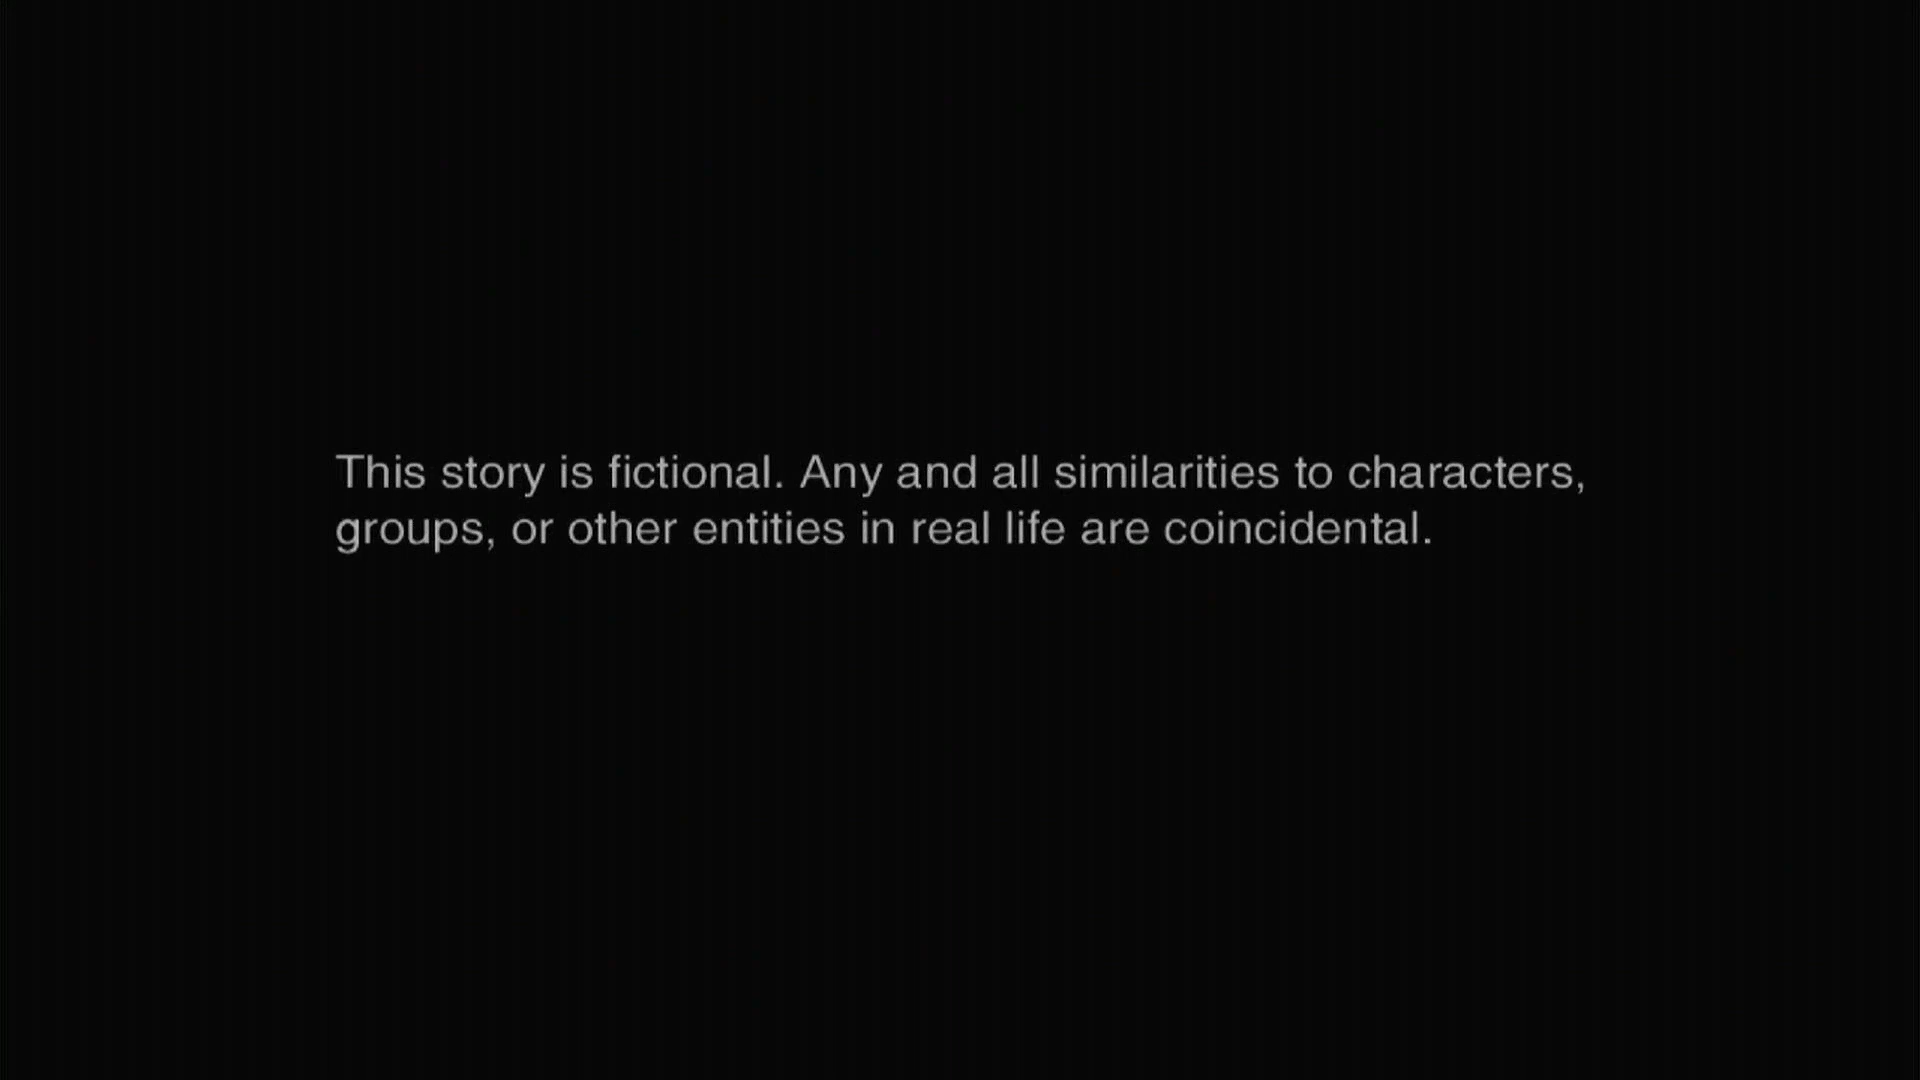 This story is fictional. Any and all similarities to characters,
groups, or other entities in real life are coincidental.